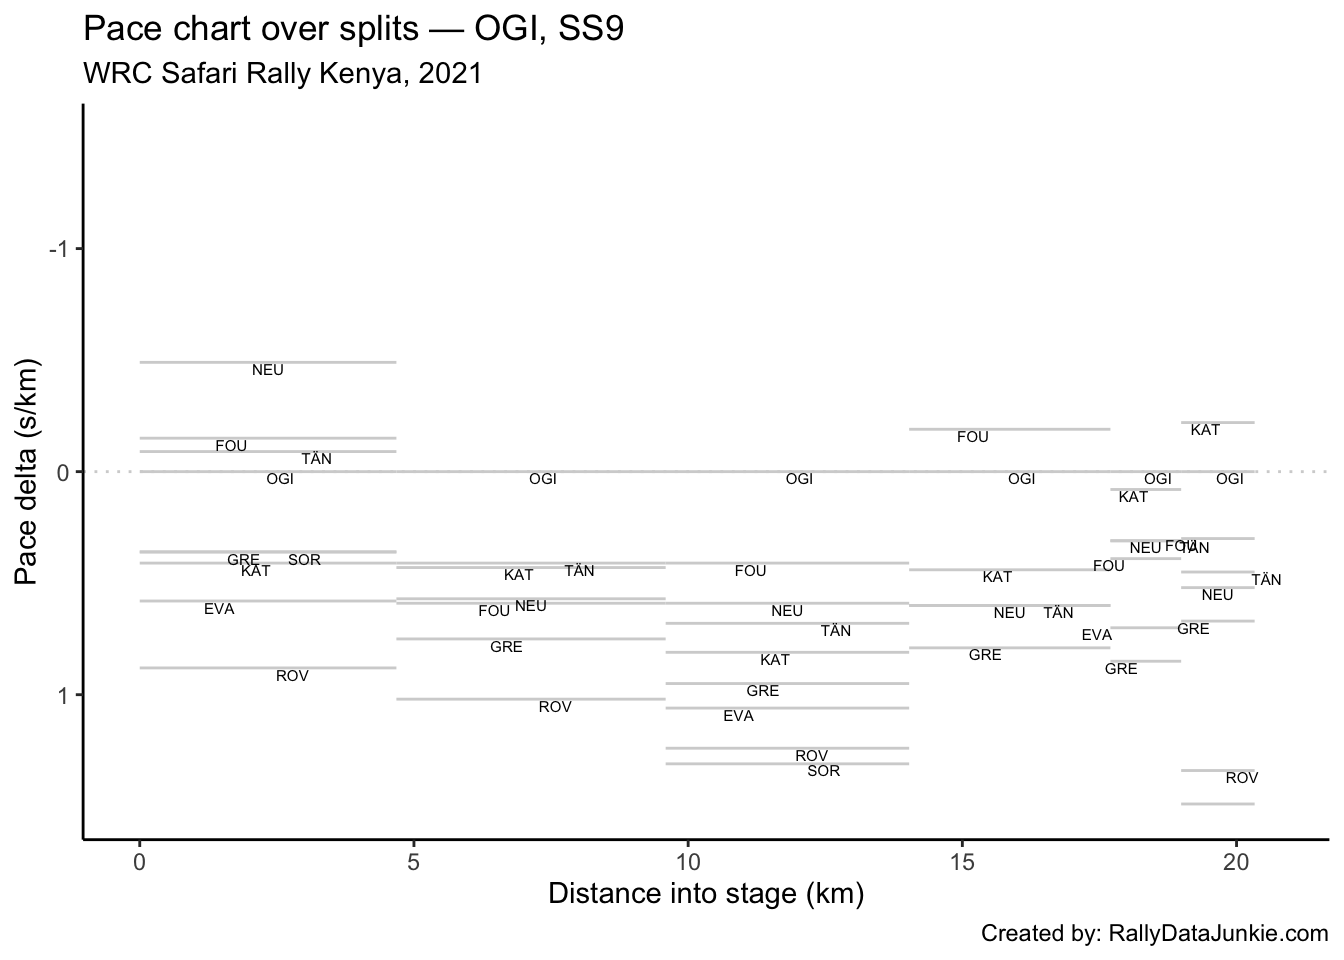 Pace chart over splits — OGI, SS9
WRC Safari Rally Kenya, 2021
Pace delta (s/km)
-1
0
1
NEU
FOU
TÄN
OGI
GRE SOR
KAT
EVA
ROV
OGI
KAT TÄN
FOU NEU
GRE
ROV
OGI
FOU
NEU
TÄN
KAT
GRE
EVA
ROV
SOR
FOU
OGI
KAT
NEU TÄN
GRE
EVA
OGI
KAT
NEU TÄN
FOU
GRE
KAT
OGI
FOU
TÄN
NEU
GRE
ROV
0 5 10 15 20
Distance into stage (km)
Created by: RallyDataJunkie.com